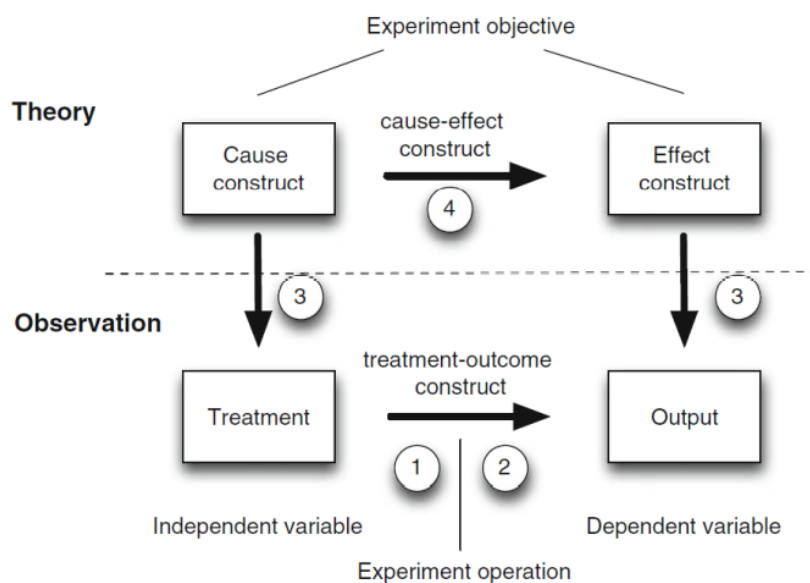 Experiment objective
Theory
cause-effect
construct
Cause
construct
Effect
construct
4
3
3
Observation
treatment-outcome
construct
Treatment
Output
1
2
Independent variable
Dependent variable
Experiment operation